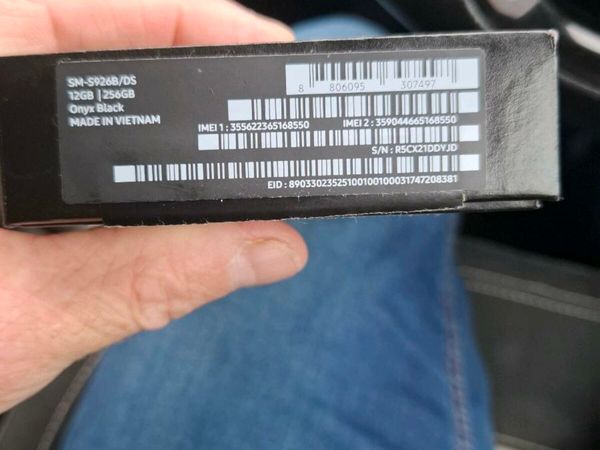 SM-S926B/DS
12GB | 256GB
Onyx Black
MADE IN VIETNAM
8 806095 307497
IMEI 1 : 355622365168550
IMEI 2 : 359044665168550
S/N : R5CX21DDYJD
EID : 89033023525100100100031747208381